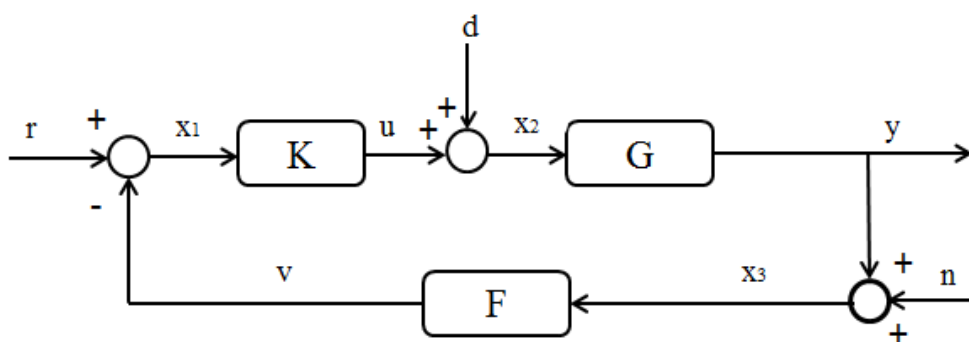 d
r + x₁ K u + + x₂ G y
-
v F x₃ + n
+